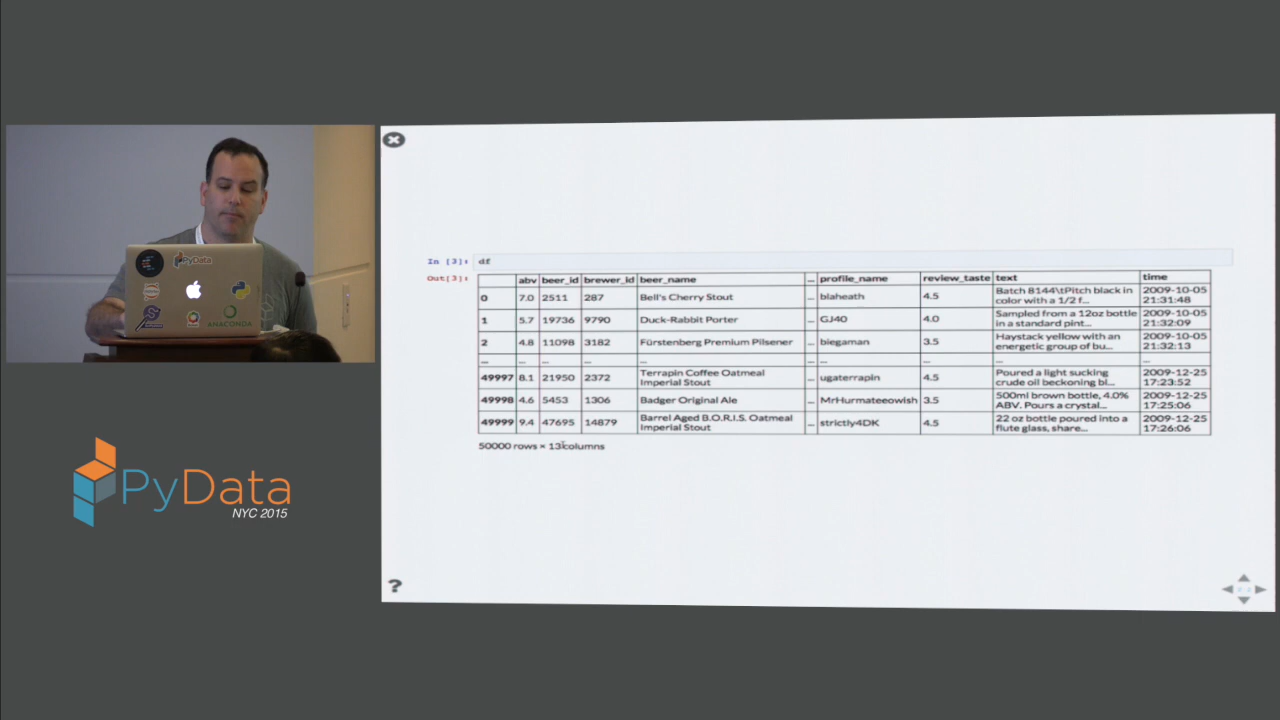 In [3]: df
Out[3]:
abv beer_id brewer_id beer_name ... profile_name review_taste text time
0 7.0 2511 287 Bell's Cherry Stout ... blaheath 4.5 Batch 8144\tPitch black in color with a 1/2 f... 2009-10-05 21:31:48
1 5.7 19736 9790 Duck-Rabbit Porter ... GJ40 4.0 Sampled from a 12oz bottle in a standard pint... 2009-10-05 21:32:09
2 4.8 11098 3182 Fürstenberg Premium Pilsener ... biegaman 3.5 Haystack yellow with an energetic group of bu... 2009-10-05 21:32:13
... ... ... ... ... ... ... ... ... ...
49997 8.1 21950 2372 Terrapin Coffee Oatmeal Imperial Stout ... ugaterrapin 4.5 Poured a light sucking crude oil beckoning bl... 2009-12-25 17:23:52
49998 4.6 5453 1306 Badger Original Ale ... MrHurmateeowish 3.5 500ml brown bottle, 4.0% ABV. Pours a crystal... 2009-12-25 17:25:06
49999 9.4 47695 14879 Barrel Aged B.O.R.I.S. Oatmeal Imperial Stout ... strictly4DK 4.5 22 oz bottle poured into a flute glass, share... 2009-12-25 17:26:06
50000 rows × 13 columns
?
PyData
ANACONDA
PyData
NYC 2015